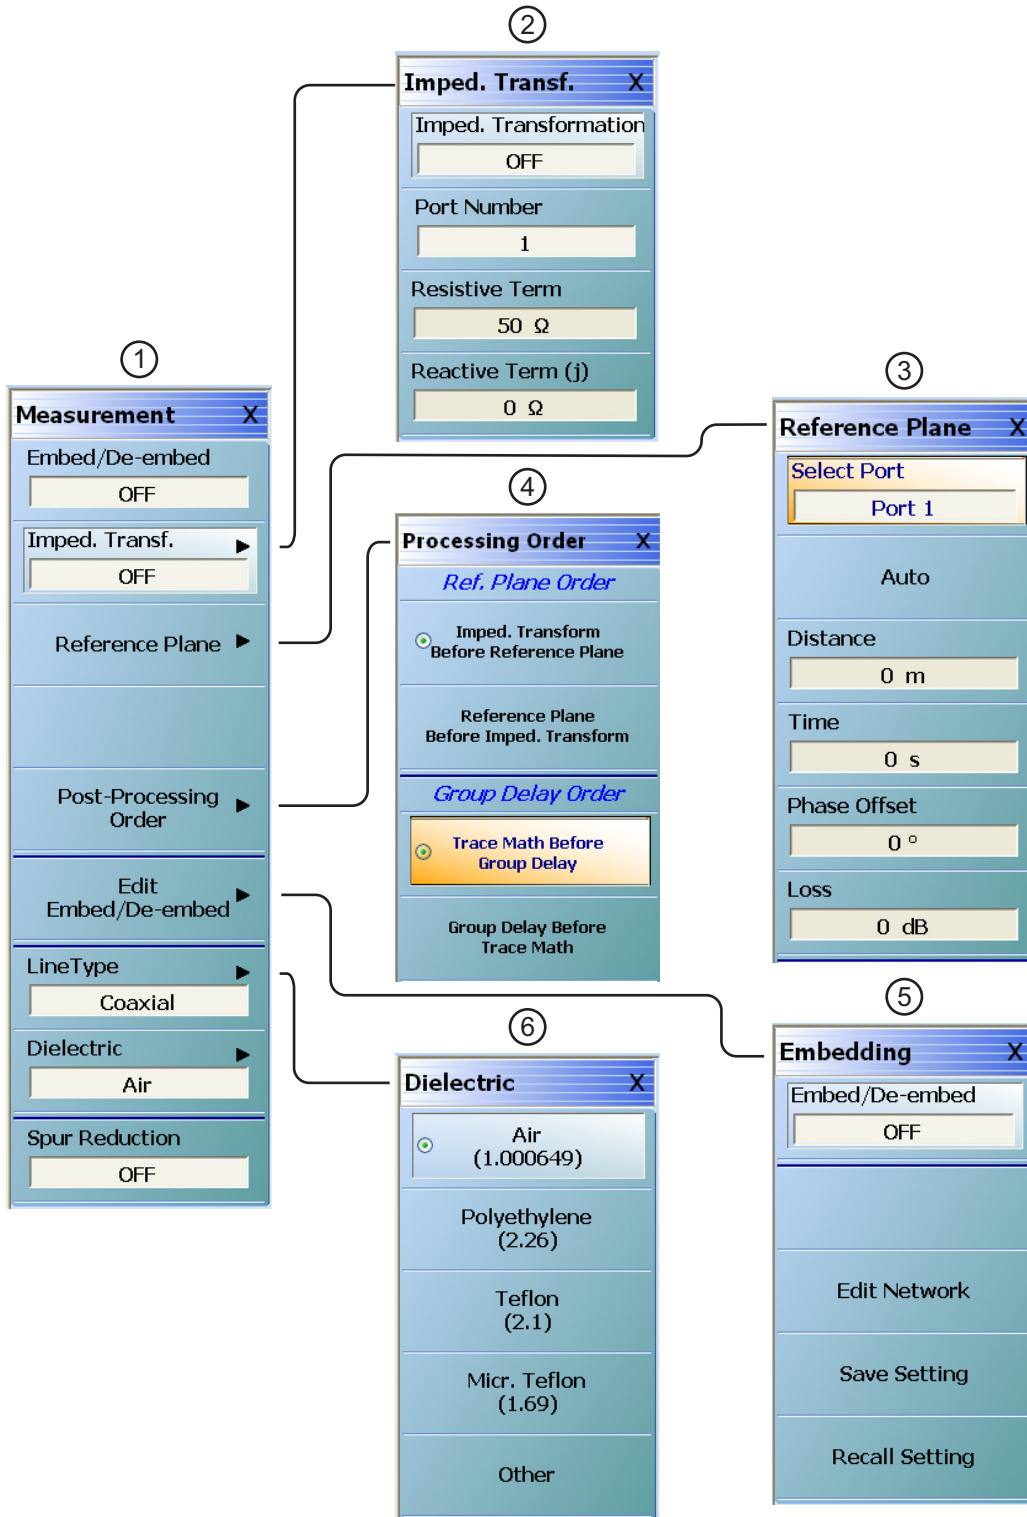 2
Imped. Transf. X
Imped. Transformation
OFF
Port Number
1
Resistive Term
50 Ω
Reactive Term (j)
0 Ω
1
Measurement X
Embed/De-embed
OFF
Imped. Transf.
OFF
Reference Plane
Post-Processing
Order
Edit
Embed/De-embed
LineType
Coaxial
Dielectric
Air
Spur Reduction
OFF
3
Reference Plane X
Select Port
Port 1
Auto
Distance
0 m
Time
0 s
Phase Offset
0 °
Loss
0 dB
4
Processing Order X
Ref. Plane Order
Imped. Transform
Before Reference Plane
Reference Plane
Before Imped. Transform
Group Delay Order
Trace Math Before
Group Delay
Group Delay Before
Trace Math
5
Embedding X
Embed/De-embed
OFF
Edit Network
Save Setting
Recall Setting
6
Dielectric X
Air
(1.000649)
Polyethylene
(2.26)
Teflon
(2.1)
Micr. Teflon
(1.69)
Other